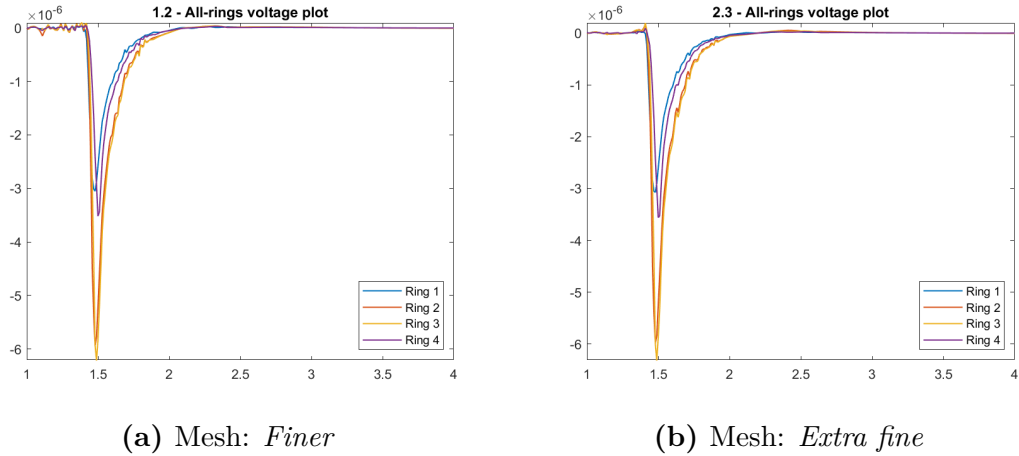 ×10⁻⁶
1.2 - All-rings voltage plot
0
-1
-2
-3
-4
-5
-6
1 1.5 2 2.5 3 3.5 4
Ring 1
Ring 2
Ring 3
Ring 4
(a) Mesh: Finer
×10⁻⁶
2.3 - All-rings voltage plot
0
-1
-2
-3
-4
-5
-6
1 1.5 2 2.5 3 3.5 4
Ring 1
Ring 2
Ring 3
Ring 4
(b) Mesh: Extra fine